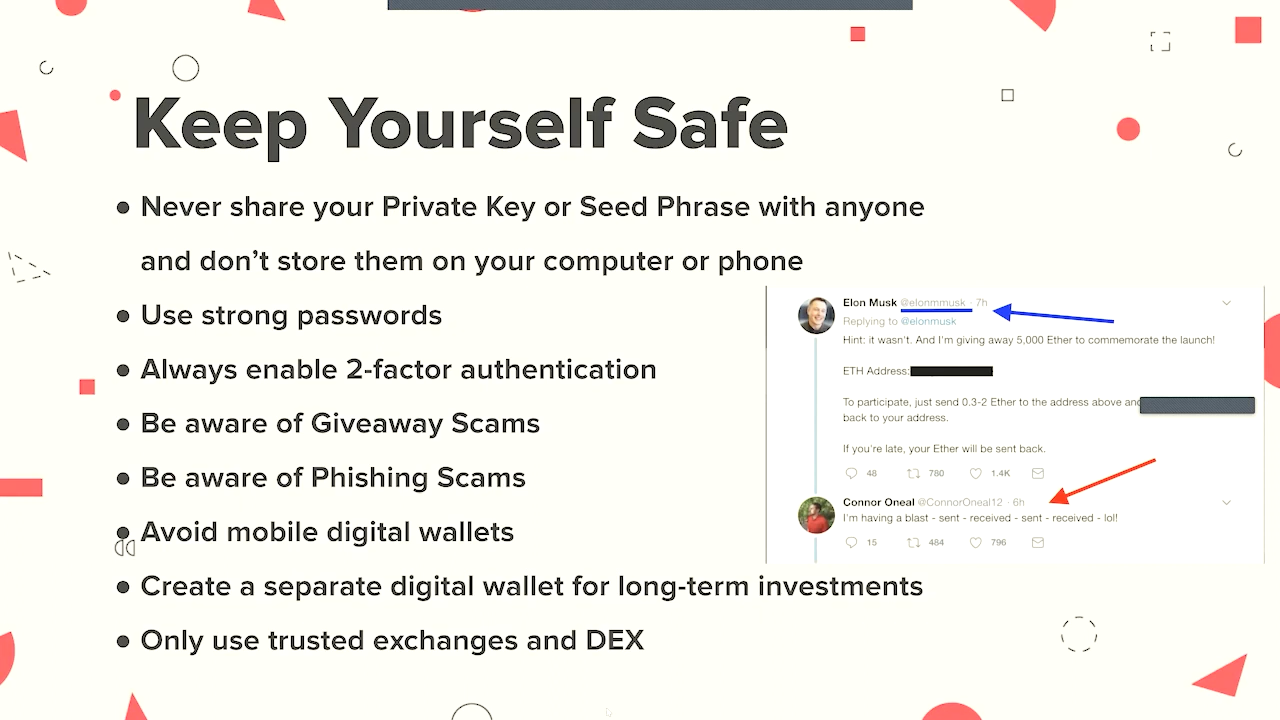 Keep Yourself Safe
● Never share your Private Key or Seed Phrase with anyone
and don’t store them on your computer or phone
● Use strong passwords
● Always enable 2-factor authentication
● Be aware of Giveaway Scams
● Be aware of Phishing Scams
● Avoid mobile digital wallets
● Create a separate digital wallet for long-term investments
● Only use trusted exchanges and DEX
Elon Musk @elonmmusk · 7h
Replying to @elonmusk
Hint: it wasn't. And I'm giving away 5,000 Ether to commemorate the launch!
ETH Address:
To participate, just send 0.3-2 Ether to the address above and
back to your address.
If you're late, your Ether will be sent back.
48 780 1.4K
Connor Oneal @ConnorOneal12 · 6h
I'm having a blast - sent - received - sent - received - lol!
15 484 796